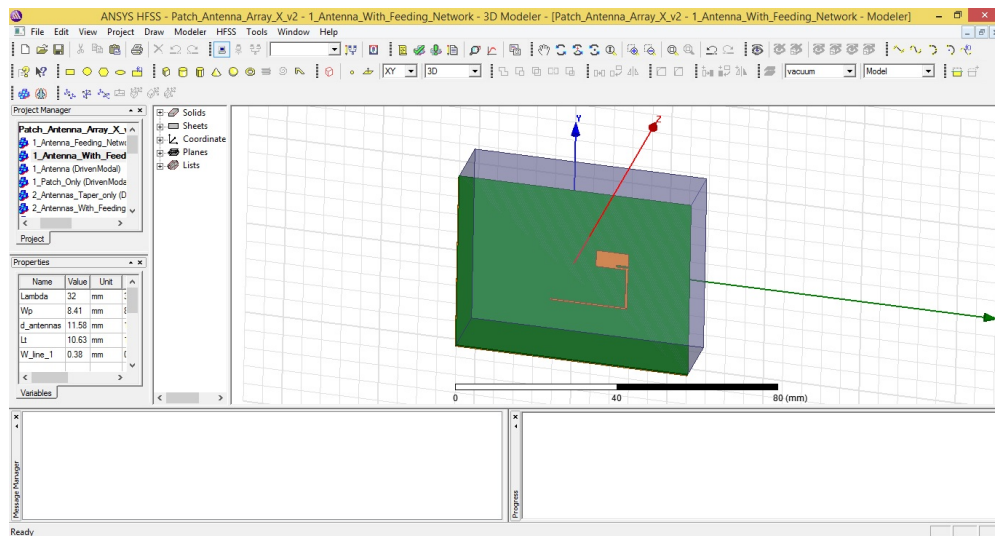 ANSYS HFSS - Patch_Antenna_Array_X_v2 - 1_Antenna_With_Feeding_Network - 3D Modeler - [Patch_Antenna_Array_X_v2 - 1_Antenna_With_Feeding_Network - Modeler]
File Edit View Project Draw Modeler HFSS Tools Window Help
XY 3D vacuum Model
Project Manager
Patch_Antenna_Array_X_v
1_Antenna_Feeding_Netw
1_Antenna_With_Feed
1_Antenna (DrivenModal)
1_Patch_Only (DrivenModa
2_Antennas_Taper_only (D
2_Antennas_With_Feeding
Project
Solids
Sheets
Coordinate
Planes
Lists
Properties
Name Value Unit
Lambda 32 mm
Wp 8.41 mm
d_antennas 11.58 mm
Lt 10.63 mm
W_line_1 0.38 mm
Variables
Y
Z
0 40 80 (mm)
Message Manager
Progress
Ready